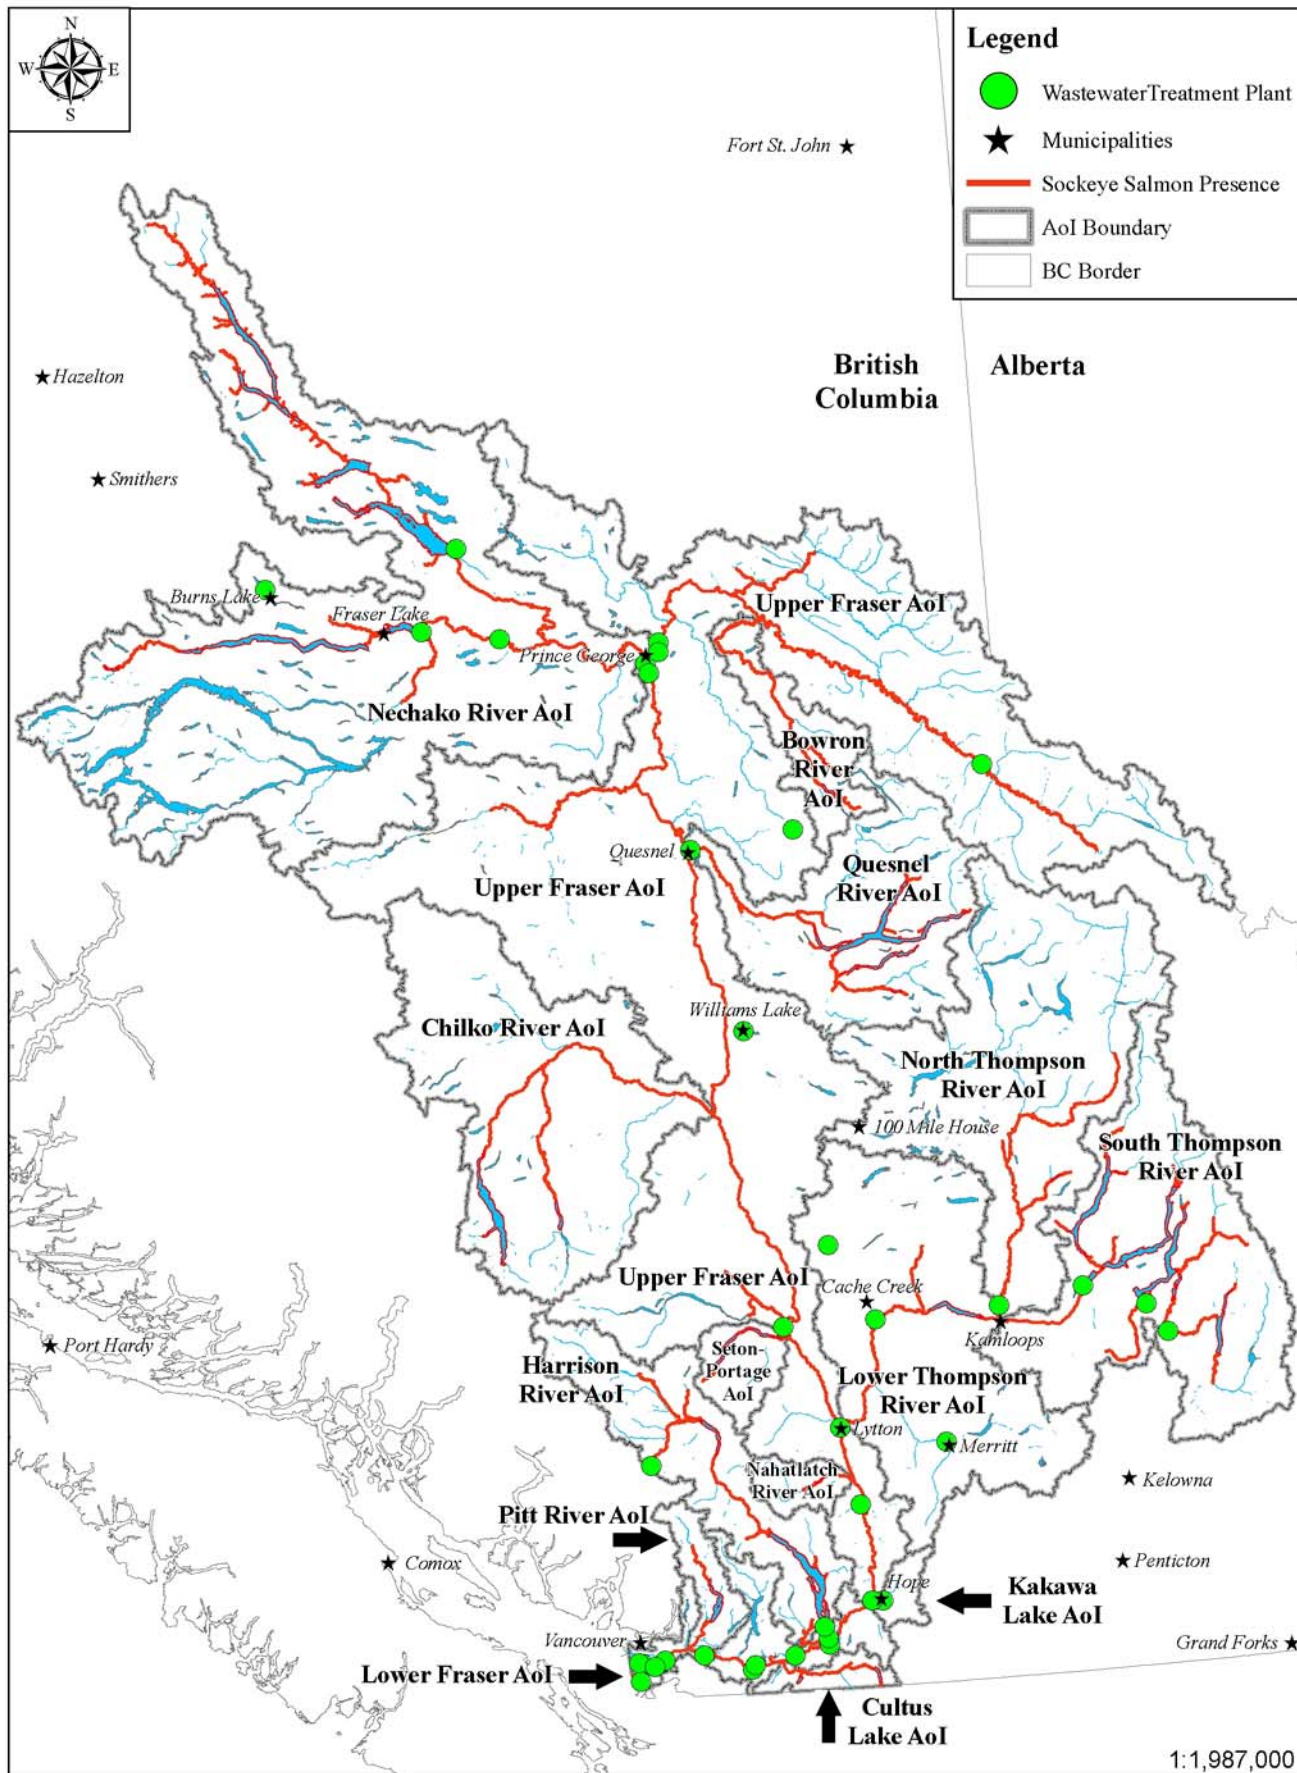 N
W E
S
Legend
WastewaterTreatment Plant
Municipalities
Sockeye Salmon Presence
AoI Boundary
BC Border
Fort St. John
British
Columbia
Alberta
Hazelton
Smithers
Burns Lake
Fraser Lake
Upper Fraser AoI
Prince George
Nechako River AoI
Bowron
River
AoI
Quesnel
Quesnel
River AoI
Upper Fraser AoI
Williams Lake
Chilko River AoI
North Thompson
River AoI
100 Mile House
South Thompson
River AoI
Upper Fraser AoI
Cache Creek
Kamloops
Port Hardy
Harrison
River AoI
Seton-
Portage
AoI
Lower Thompson
River AoI
Lytton
Merritt
Nahatlatch
River AoI
Kelowna
Pitt River AoI
Comox
Penticton
Hope
Kakawa
Lake AoI
Vancouver
Grand Forks
Lower Fraser AoI
Cultus
Lake AoI
1:1,987,000